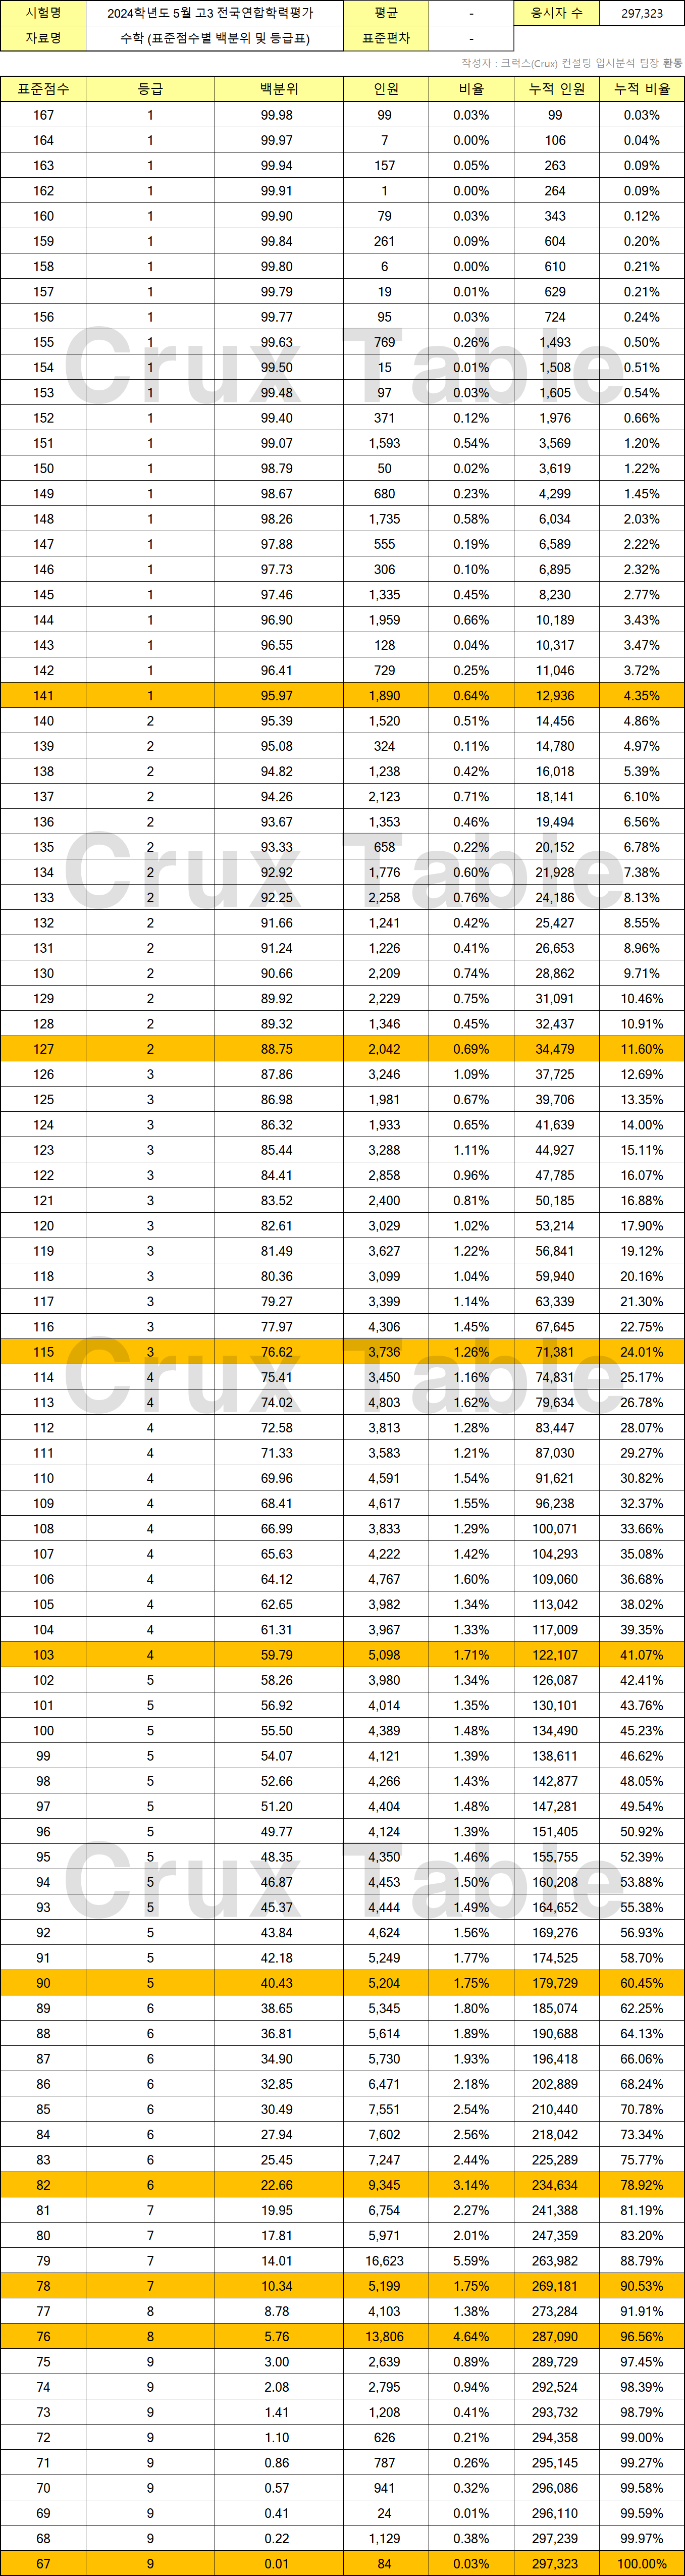 시험명 2024학년도 5월 고3 전국연합학력평가 평균 - 응시자 수 297,323
자료명 수학 (표준점수별 백분위 및 등급표) 표준편차 -
작성자 : 크럭스(Crux) 컨설팅 입시분석 팀장 환동
표준점수 등급 백분위 인원 비율 누적 인원 누적 비율
167 1 99.98 99 0.03% 99 0.03%
164 1 99.97 7 0.00% 106 0.04%
163 1 99.94 157 0.05% 263 0.09%
162 1 99.91 1 0.00% 264 0.09%
160 1 99.90 79 0.03% 343 0.12%
159 1 99.84 261 0.09% 604 0.20%
158 1 99.80 6 0.00% 610 0.21%
157 1 99.79 19 0.01% 629 0.21%
156 1 99.77 95 0.03% 724 0.24%
155 1 99.63 769 0.26% 1,493 0.50%
154 1 99.50 15 0.01% 1,508 0.51%
Crux Table
153 1 99.48 97 0.03% 1,605 0.54%
152 1 99.40 371 0.12% 1,976 0.66%
151 1 99.07 1,593 0.54% 3,569 1.20%
150 1 98.79 50 0.02% 3,619 1.22%
149 1 98.67 680 0.23% 4,299 1.45%
148 1 98.26 1,735 0.58% 6,034 2.03%
147 1 97.88 555 0.19% 6,589 2.22%
146 1 97.73 306 0.10% 6,895 2.32%
145 1 97.46 1,335 0.45% 8,230 2.77%
144 1 96.90 1,959 0.66% 10,189 3.43%
143 1 96.55 128 0.04% 10,317 3.47%
142 1 96.41 729 0.25% 11,046 3.72%
141 1 95.97 1,890 0.64% 12,936 4.35%
140 2 95.39 1,520 0.51% 14,456 4.86%
139 2 95.08 324 0.11% 14,780 4.97%
138 2 94.82 1,238 0.42% 16,018 5.39%
137 2 94.26 2,123 0.71% 18,141 6.10%
136 2 93.67 1,353 0.46% 19,494 6.56%
135 2 93.33 658 0.22% 20,152 6.78%
134 2 92.92 1,776 0.60% 21,928 7.38%
Crux Table
133 2 92.25 2,258 0.76% 24,186 8.13%
132 2 91.66 1,241 0.42% 25,427 8.55%
131 2 91.24 1,226 0.41% 26,653 8.96%
130 2 90.66 2,209 0.74% 28,862 9.71%
129 2 89.92 2,229 0.75% 31,091 10.46%
128 2 89.32 1,346 0.45% 32,437 10.91%
127 2 88.75 2,042 0.69% 34,479 11.60%
126 3 87.86 3,246 1.09% 37,725 12.69%
125 3 86.98 1,981 0.67% 39,706 13.35%
124 3 86.32 1,933 0.65% 41,639 14.00%
123 3 85.44 3,288 1.11% 44,927 15.11%
122 3 84.41 2,858 0.96% 47,785 16.07%
121 3 83.52 2,400 0.81% 50,185 16.88%
120 3 82.61 3,029 1.02% 53,214 17.90%
119 3 81.49 3,627 1.22% 56,841 19.12%
118 3 80.36 3,099 1.04% 59,940 20.16%
117 3 79.27 3,399 1.14% 63,339 21.30%
116 3 77.97 4,306 1.45% 67,645 22.75%
115 3 76.62 3,736 1.26% 71,381 24.01%
114 4 75.41 3,450 1.16% 74,831 25.17%
Crux Table
113 4 74.02 4,803 1.62% 79,634 26.78%
112 4 72.58 3,813 1.28% 83,447 28.07%
111 4 71.33 3,583 1.21% 87,030 29.27%
110 4 69.96 4,591 1.54% 91,621 30.82%
109 4 68.41 4,617 1.55% 96,238 32.37%
108 4 66.99 3,833 1.29% 100,071 33.66%
107 4 65.63 4,222 1.42% 104,293 35.08%
106 4 64.12 4,767 1.60% 109,060 36.68%
105 4 62.65 3,982 1.34% 113,042 38.02%
104 4 61.31 3,967 1.33% 117,009 39.35%
103 4 59.79 5,098 1.71% 122,107 41.07%
102 5 58.26 3,980 1.34% 126,087 42.41%
101 5 56.92 4,014 1.35% 130,101 43.76%
100 5 55.50 4,389 1.48% 134,490 45.23%
99 5 54.07 4,121 1.39% 138,611 46.62%
98 5 52.66 4,266 1.43% 142,877 48.05%
97 5 51.20 4,404 1.48% 147,281 49.54%
96 5 49.77 4,124 1.39% 151,405 50.92%
95 5 48.35 4,350 1.46% 155,755 52.39%
94 5 46.87 4,453 1.50% 160,208 53.88%
Crux Table
93 5 45.37 4,444 1.49% 164,652 55.38%
92 5 43.84 4,624 1.56% 169,276 56.93%
91 5 42.18 5,249 1.77% 174,525 58.70%
90 5 40.43 5,204 1.75% 179,729 60.45%
89 6 38.65 5,345 1.80% 185,074 62.25%
88 6 36.81 5,614 1.89% 190,688 64.13%
87 6 34.90 5,730 1.93% 196,418 66.06%
86 6 32.85 6,471 2.18% 202,889 68.24%
85 6 30.49 7,551 2.54% 210,440 70.78%
84 6 27.94 7,602 2.56% 218,042 73.34%
83 6 25.45 7,247 2.44% 225,289 75.77%
82 6 22.66 9,345 3.14% 234,634 78.92%
81 7 19.95 6,754 2.27% 241,388 81.19%
80 7 17.81 5,971 2.01% 247,359 83.20%
79 7 14.01 16,623 5.59% 263,982 88.79%
78 7 10.34 5,199 1.75% 269,181 90.53%
77 8 8.78 4,103 1.38% 273,284 91.91%
76 8 5.76 13,806 4.64% 287,090 96.56%
75 9 3.00 2,639 0.89% 289,729 97.45%
74 9 2.08 2,795 0.94% 292,524 98.39%
73 9 1.41 1,208 0.41% 293,732 98.79%
72 9 1.10 626 0.21% 294,358 99.00%
71 9 0.86 787 0.26% 295,145 99.27%
70 9 0.57 941 0.32% 296,086 99.58%
69 9 0.41 24 0.01% 296,110 99.59%
68 9 0.22 1,129 0.38% 297,239 99.97%
67 9 0.01 84 0.03% 297,323 100.00%